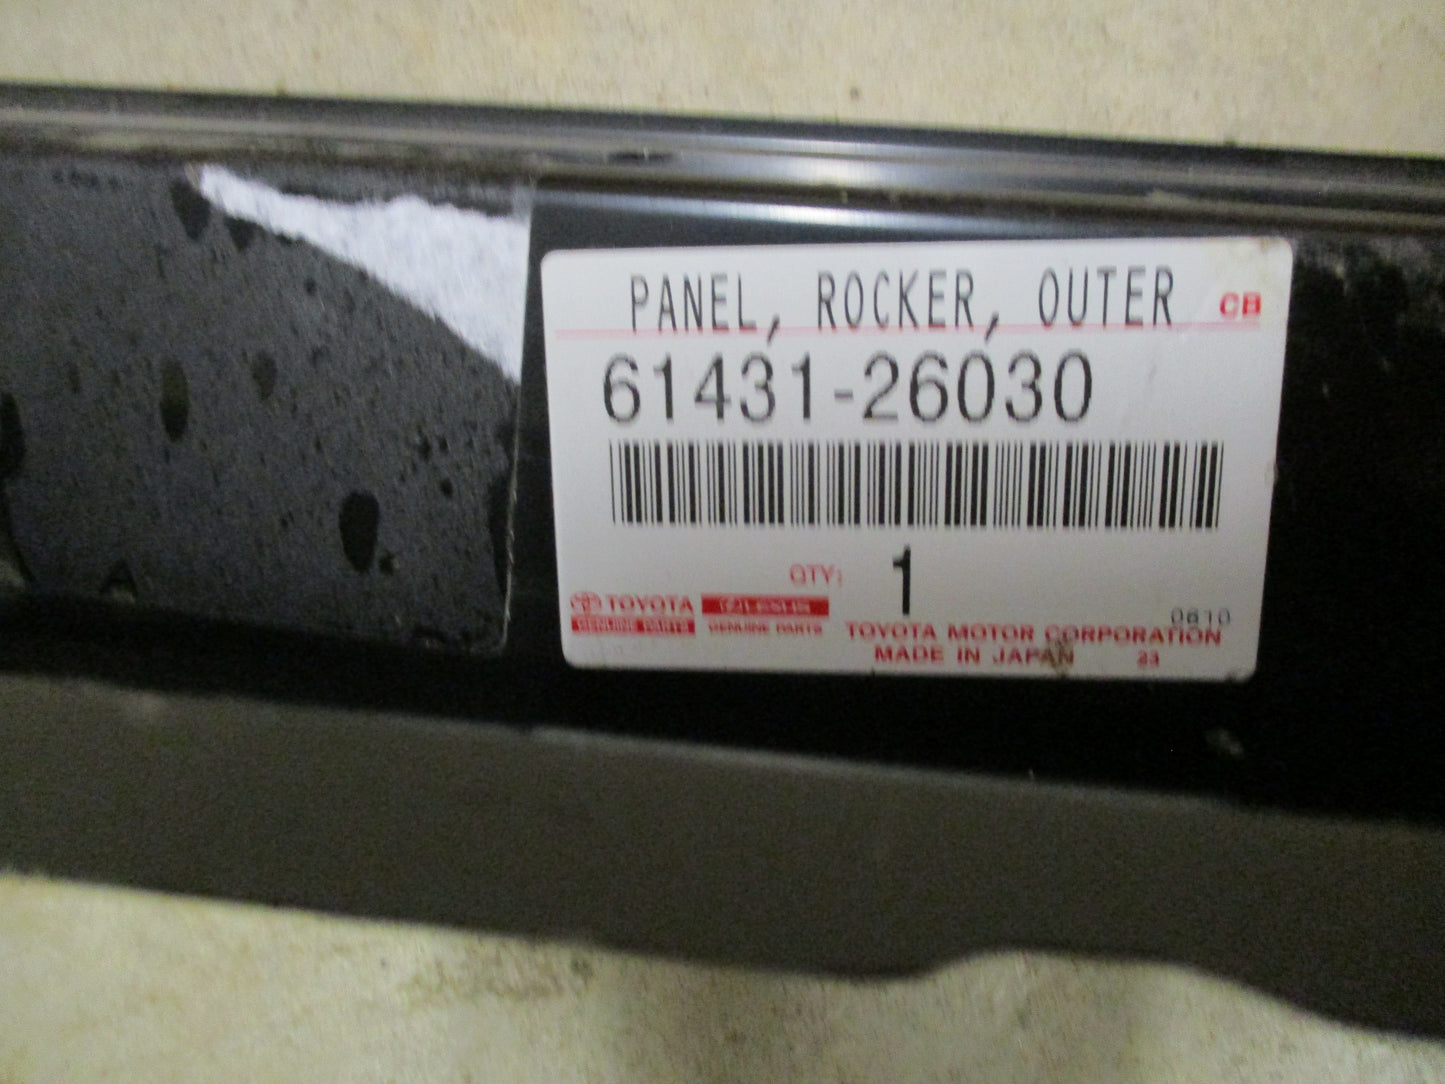 PANEL, ROCKER, OUTER CB
61431-26030
QTY: 1
TOYOTA LEXUS 0610
GENUINE PARTS GENUINE PARTS TOYOTA MOTOR CORPORATION
MADE IN JAPAN 23